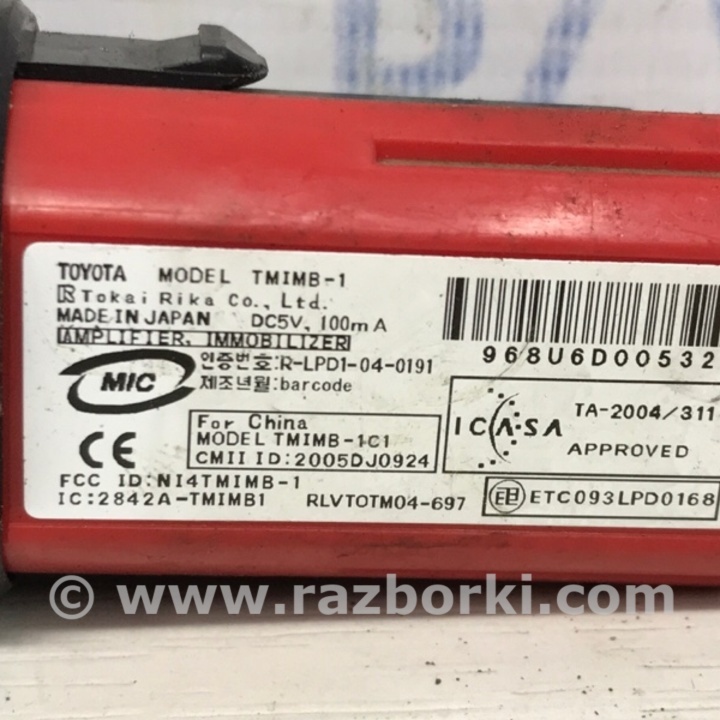 TOYOTA MODEL TMIMB-1
Tokai Rika Co., Ltd.
MADE IN JAPAN DC5V, 100mA
AMPLIFIER, IMMOBILIZER
MIC
인증번호:R-LPD1-04-0191
제조년월:barcode
968U6D00532
For China
MODEL TMIMB-1C1
CMII ID:2005DJ0924
CE
ICASA
TA-2004/311
APPROVED
FCC ID:NI4TMIMB-1
IC:2842A-TMIMB1
RLVTOTM04-697
ETC093LPD0168
© www.razborki.com